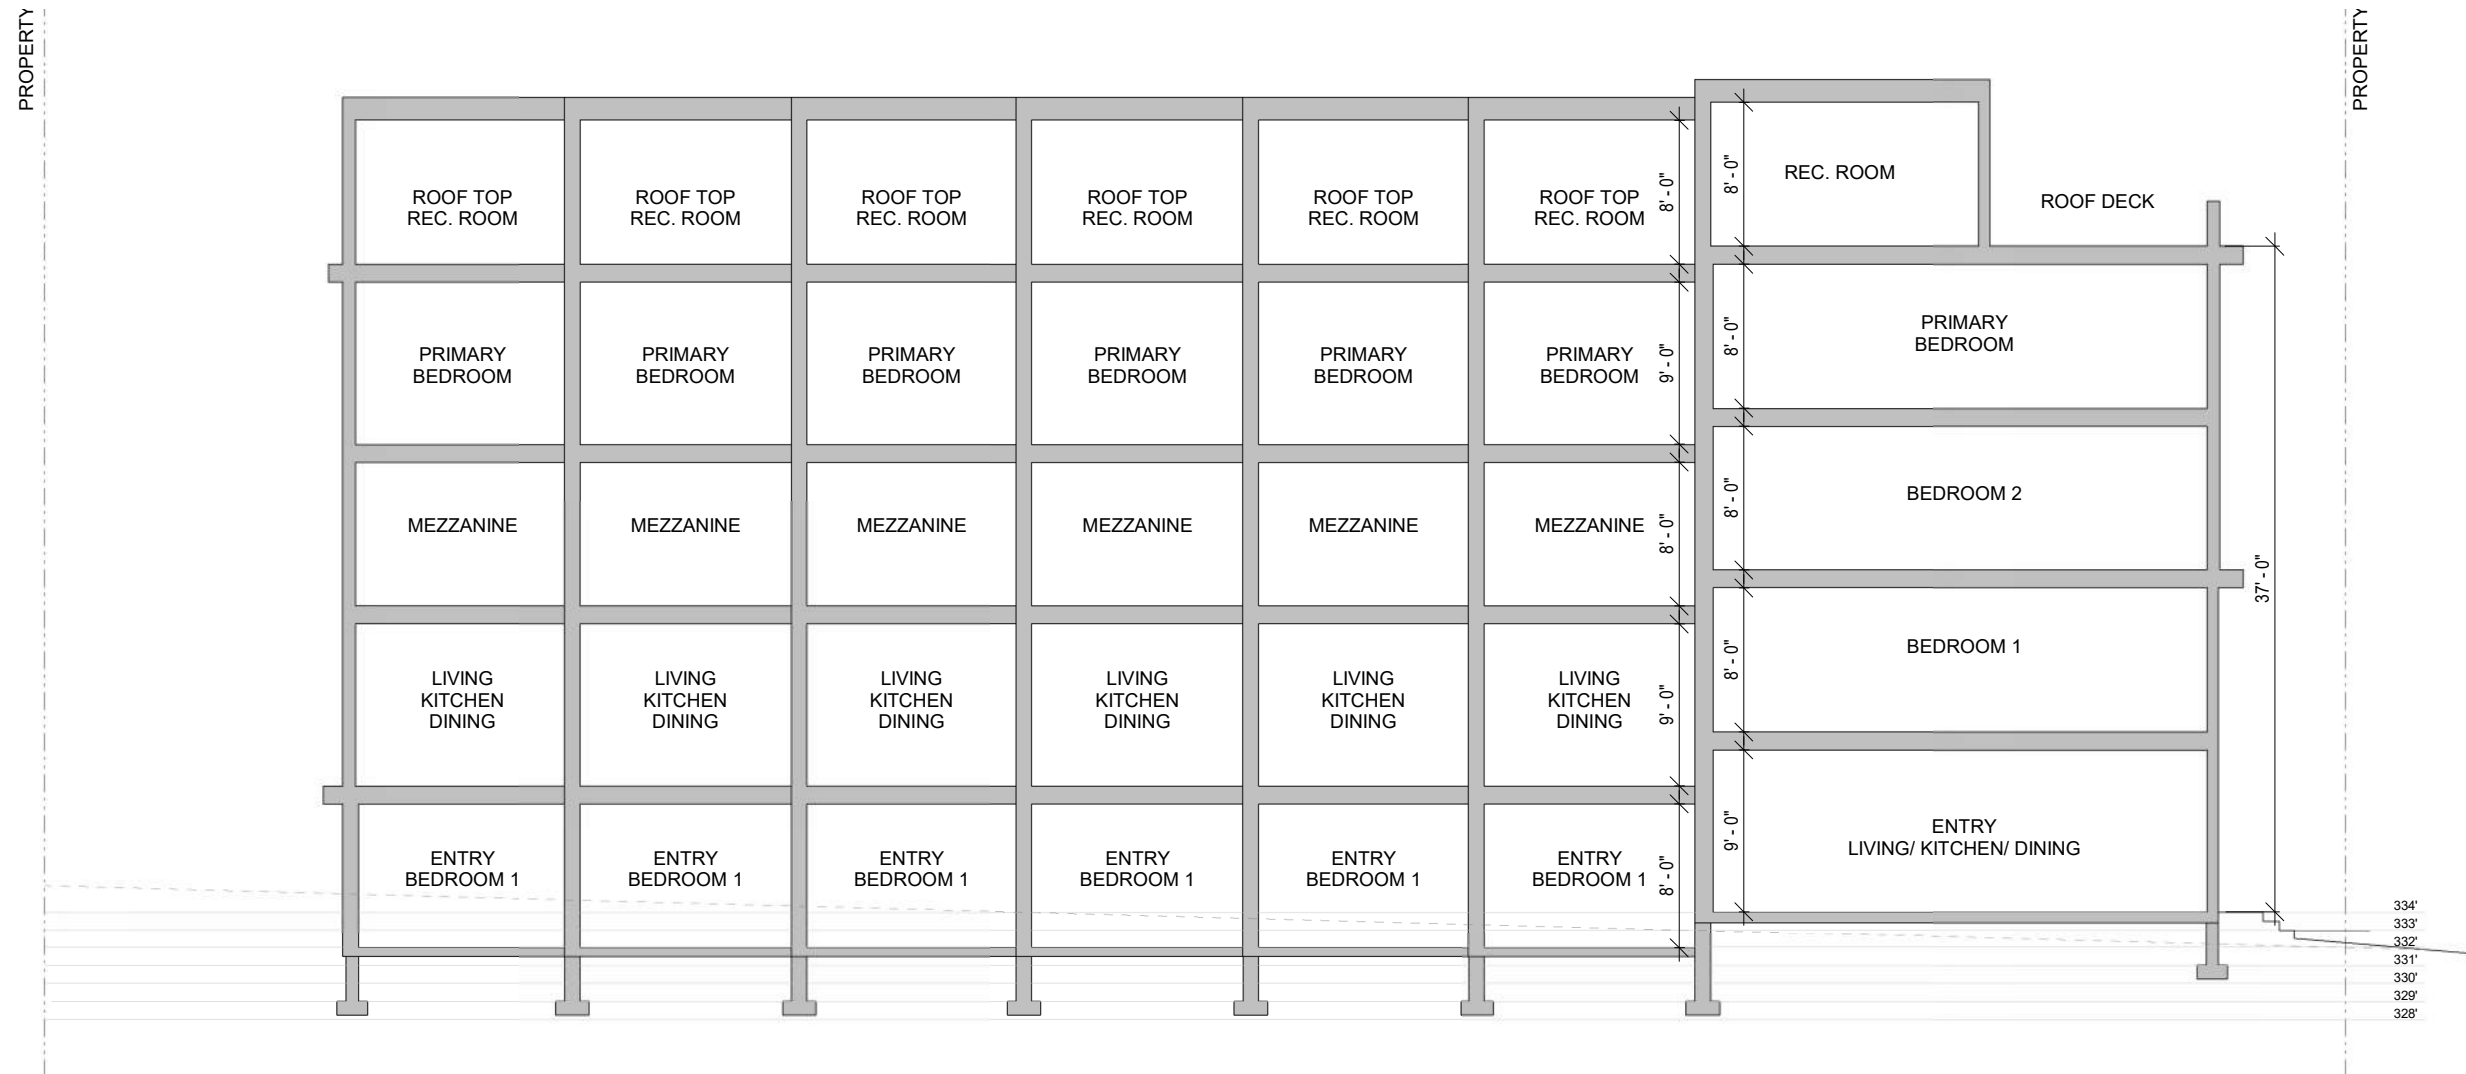 PROPERTY
PROPERTY
REC. ROOM
8' - 0"
ROOF DECK
ROOF TOP
REC. ROOM
ROOF TOP
REC. ROOM
ROOF TOP
REC. ROOM
ROOF TOP
REC. ROOM
ROOF TOP
REC. ROOM
ROOF TOP
REC. ROOM
8' - 0"
PRIMARY
BEDROOM
8' - 0"
PRIMARY
BEDROOM
PRIMARY
BEDROOM
PRIMARY
BEDROOM
PRIMARY
BEDROOM
PRIMARY
BEDROOM
PRIMARY
BEDROOM
9' - 0"
BEDROOM 2
8' - 0"
MEZZANINE
MEZZANINE
MEZZANINE
MEZZANINE
MEZZANINE
MEZZANINE
8' - 0"
37' - 0"
BEDROOM 1
8' - 0"
LIVING
KITCHEN
DINING
LIVING
KITCHEN
DINING
LIVING
KITCHEN
DINING
LIVING
KITCHEN
DINING
LIVING
KITCHEN
DINING
LIVING
KITCHEN
DINING
9' - 0"
ENTRY
LIVING/ KITCHEN/ DINING
9' - 0"
ENTRY
BEDROOM 1
ENTRY
BEDROOM 1
ENTRY
BEDROOM 1
ENTRY
BEDROOM 1
ENTRY
BEDROOM 1
ENTRY
BEDROOM 1
8' - 0"
334'
333'
332'
331'
330'
329'
328'